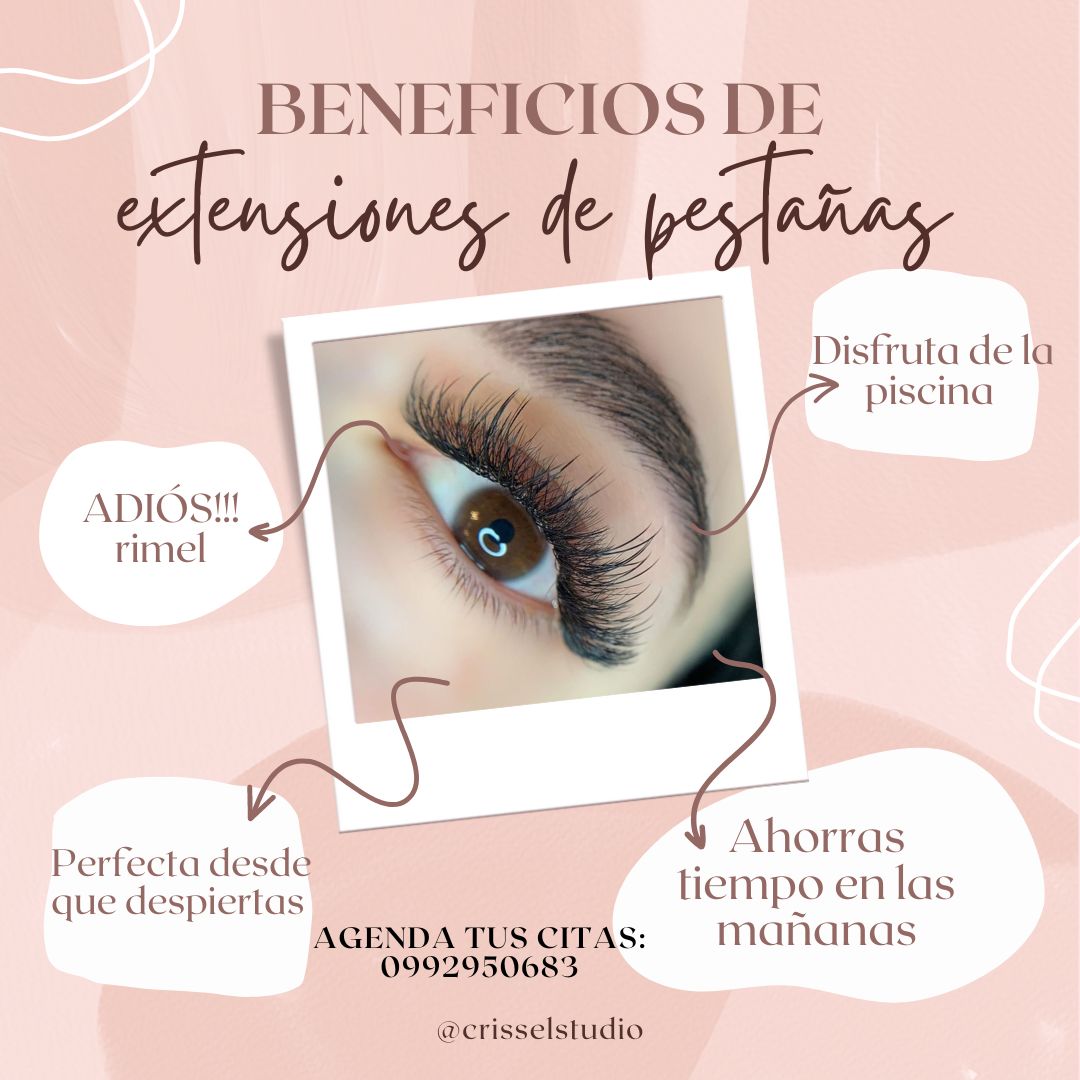 BENEFICIOS DE
extensiones de pestañas
Disfruta de la
piscina
ADIÓS!!!
rimel
Perfecta desde
que despiertas
Ahorras
tiempo en las
mañanas
AGENDA TUS CITAS:
0992950683
@crisselstudio